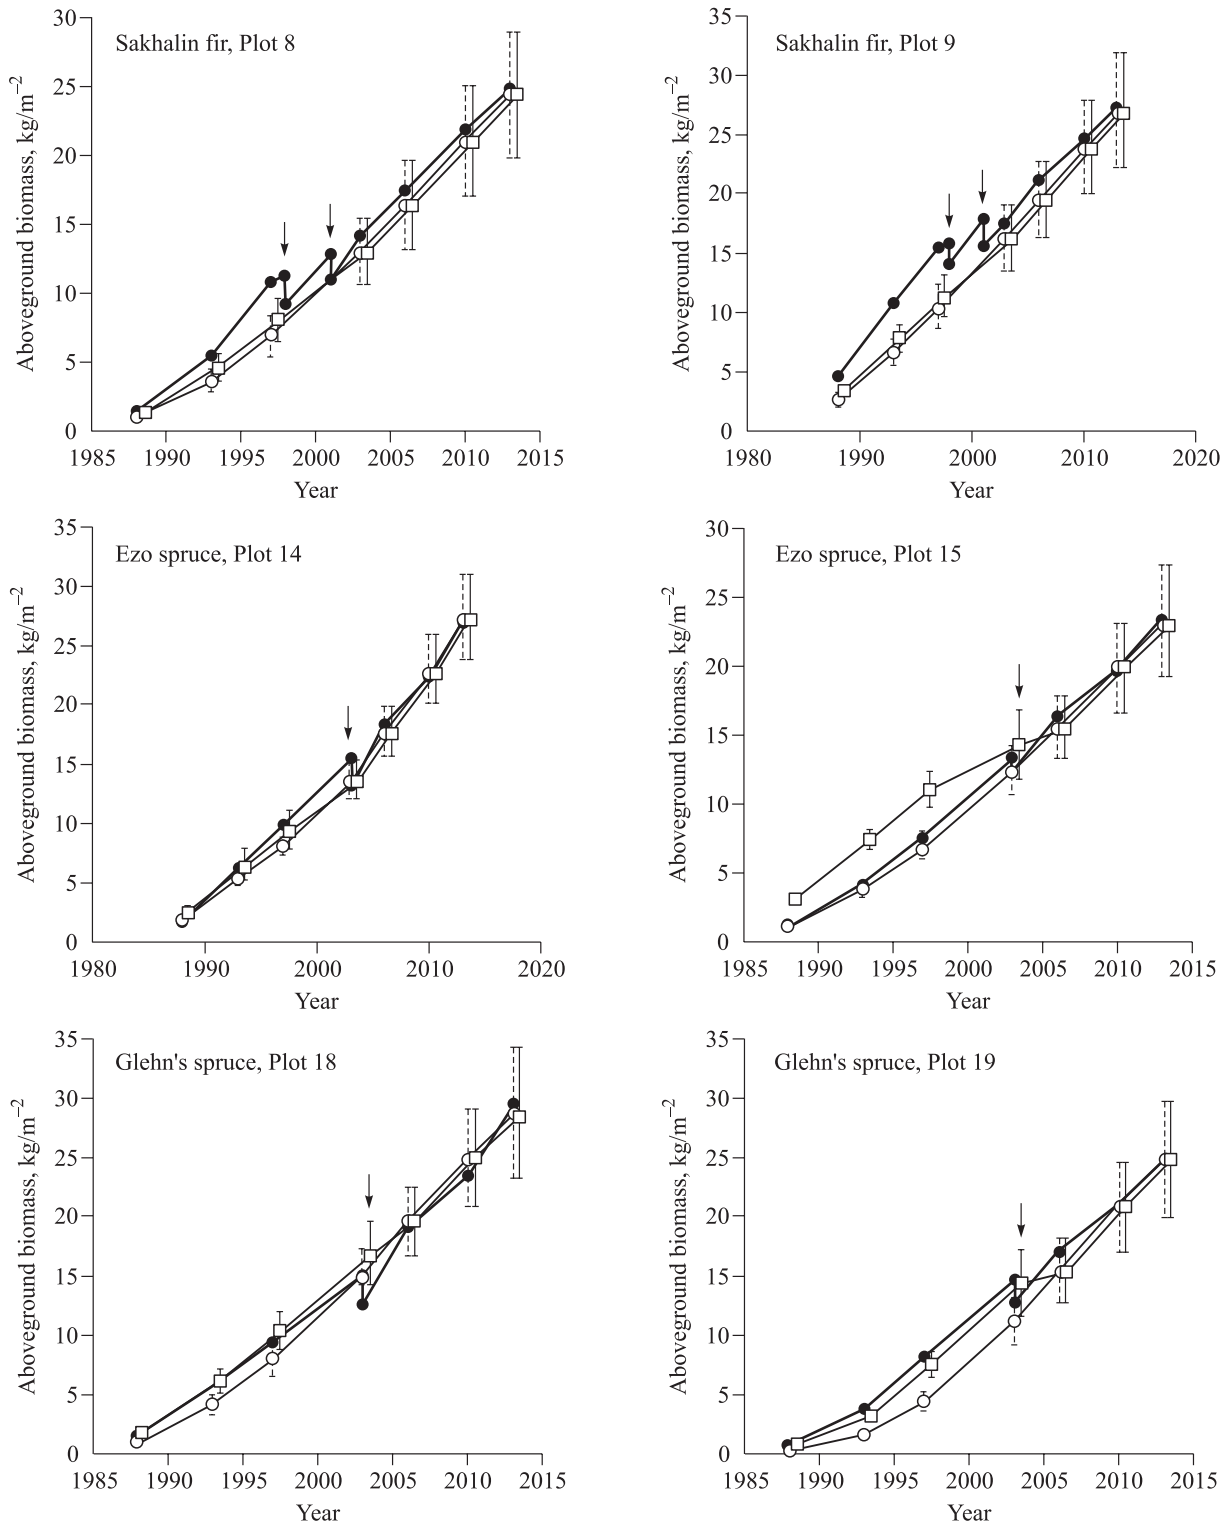 Sakhalin fir, Plot 8
Aboveground biomass, kg/m⁻²
30
25
20
15
10
5
0
1985 1990 1995 2000 2005 2010 2015
Year
Sakhalin fir, Plot 9
Aboveground biomass, kg/m⁻²
35
30
25
20
15
10
5
0
1980 1990 2000 2010 2020
Year
Ezo spruce, Plot 14
Aboveground biomass, kg/m⁻²
35
30
25
20
15
10
5
0
1980 1990 2000 2010 2020
Year
Ezo spruce, Plot 15
Aboveground biomass, kg/m⁻²
30
25
20
15
10
5
0
1985 1990 1995 2000 2005 2010 2015
Year
Glehn's spruce, Plot 18
Aboveground biomass, kg/m⁻²
35
30
25
20
15
10
5
0
1985 1990 1995 2000 2005 2010 2015
Year
Glehn's spruce, Plot 19
Aboveground biomass, kg/m⁻²
35
30
25
20
15
10
5
0
1985 1990 1995 2000 2005 2010 2015
Year